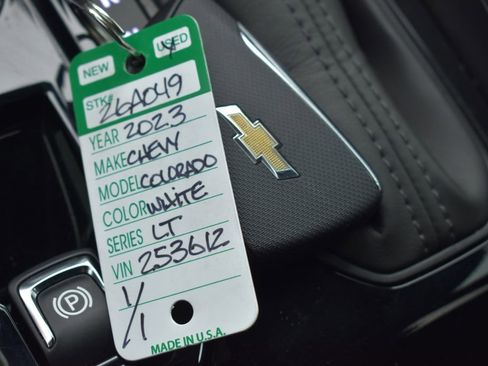 NEW USED
STK# 26A049
YEAR 2023
MAKE CHEVY
MODEL COLORADO
COLOR WHITE
SERIES LT
VIN 253612
1/1
MADE IN U.S.A.
P